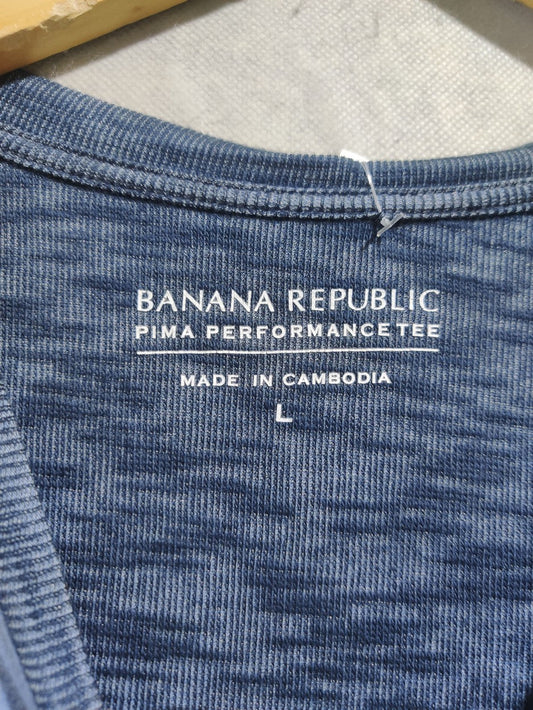 BANANA REPUBLIC
PIMA PERFORMANCE TEE
MADE IN CAMBODIA
L